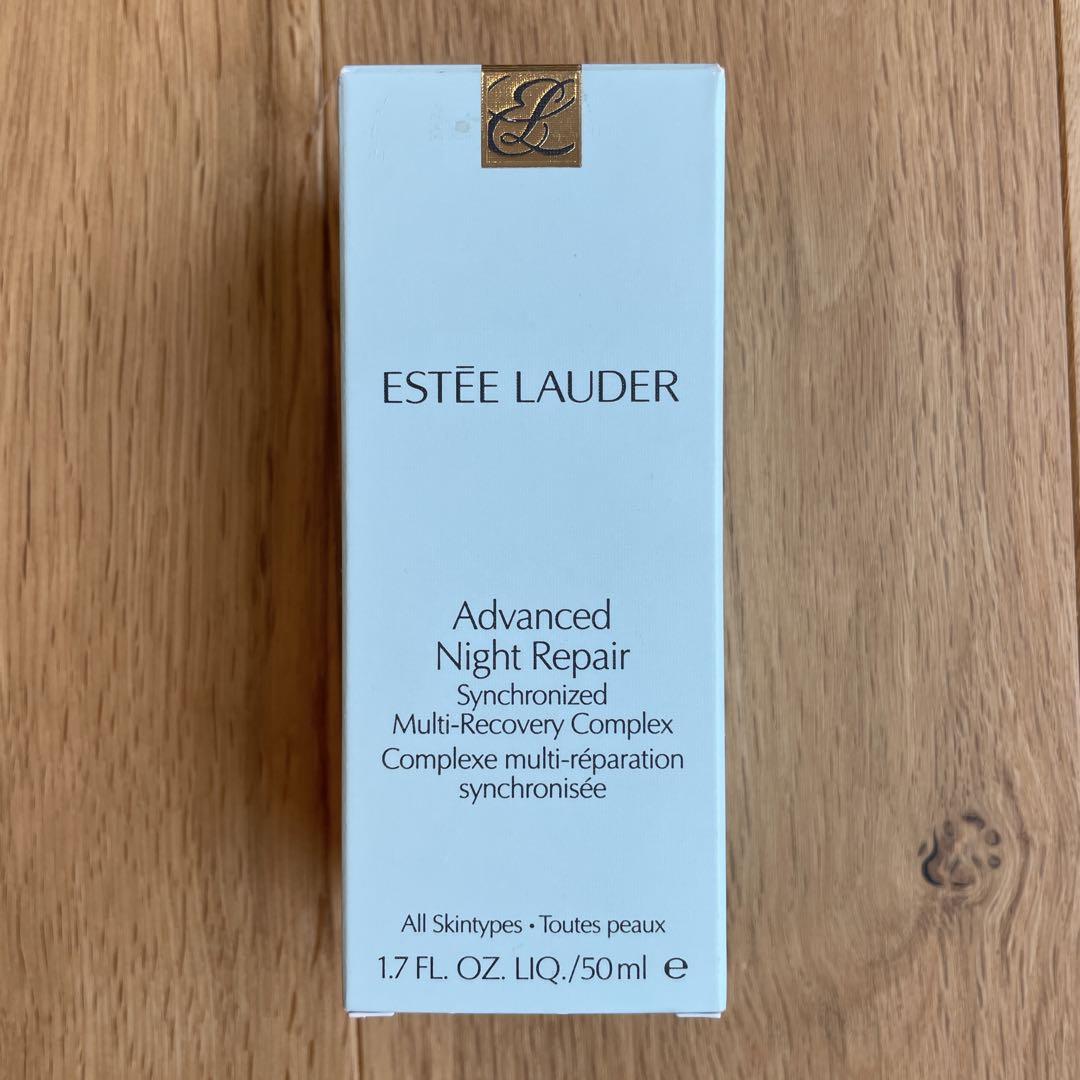 EL
ESTĒE LAUDER
Advanced
Night Repair
Synchronized
Multi-Recovery Complex
Complexe multi-réparation
synchronisée
All Skintypes • Toutes peaux
1.7 FL. OZ. LIQ./50 ml ℮